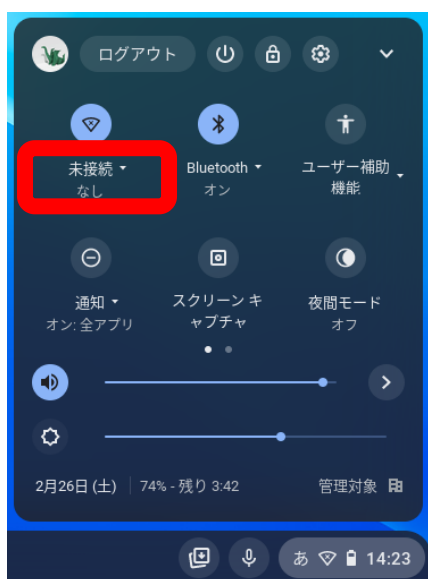 ログアウト
未接続
なし
Bluetooth
オン
ユーザー補助
機能
通知
オン: 全アプリ
スクリーン キ
ャプチャ
夜間モード
オフ
2月26日 (土)
74% - 残り 3:42
管理対象
あ
14:23